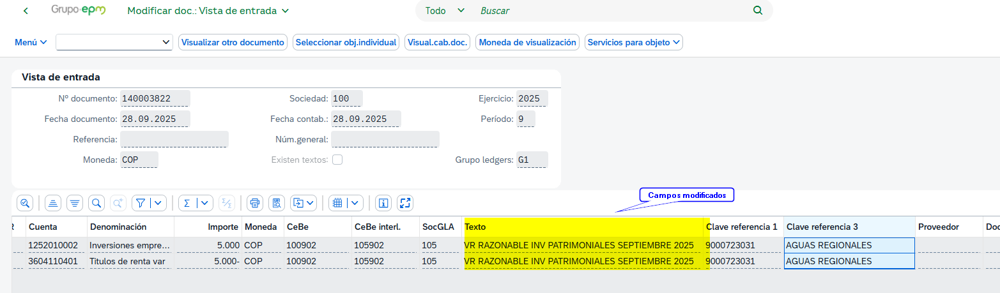 Grupo·epm Modificar doc.: Vista de entrada Todo Buscar
Menú Visualizar otro documento Seleccionar obj.individual Visual.cab.doc. Moneda de visualización Servicios para objeto
Vista de entrada
Nº documento: 140003822 Sociedad: 100 Ejercicio: 2025
Fecha documento: 28.09.2025 Fecha contab.: 28.09.2025 Período: 9
Referencia: Núm.general:
Moneda: COP Existen textos: Grupo ledgers: G1
Campos modificados
Cuenta Denominación Importe Moneda CeBe CeBe interl. SocGLA Texto Clave referencia 1 Clave referencia 3 Proveedor Doc
1252010002 Inversiones empre... 5.000 COP 100902 105902 105 VR RAZONABLE INV PATRIMONIALES SEPTIEMBRE 2025 9000723031 AGUAS REGIONALES
3604110401 Títulos de renta var 5.000- COP 100902 105902 105 VR RAZONABLE INV PATRIMONIALES SEPTIEMBRE 2025 9000723031 AGUAS REGIONALES